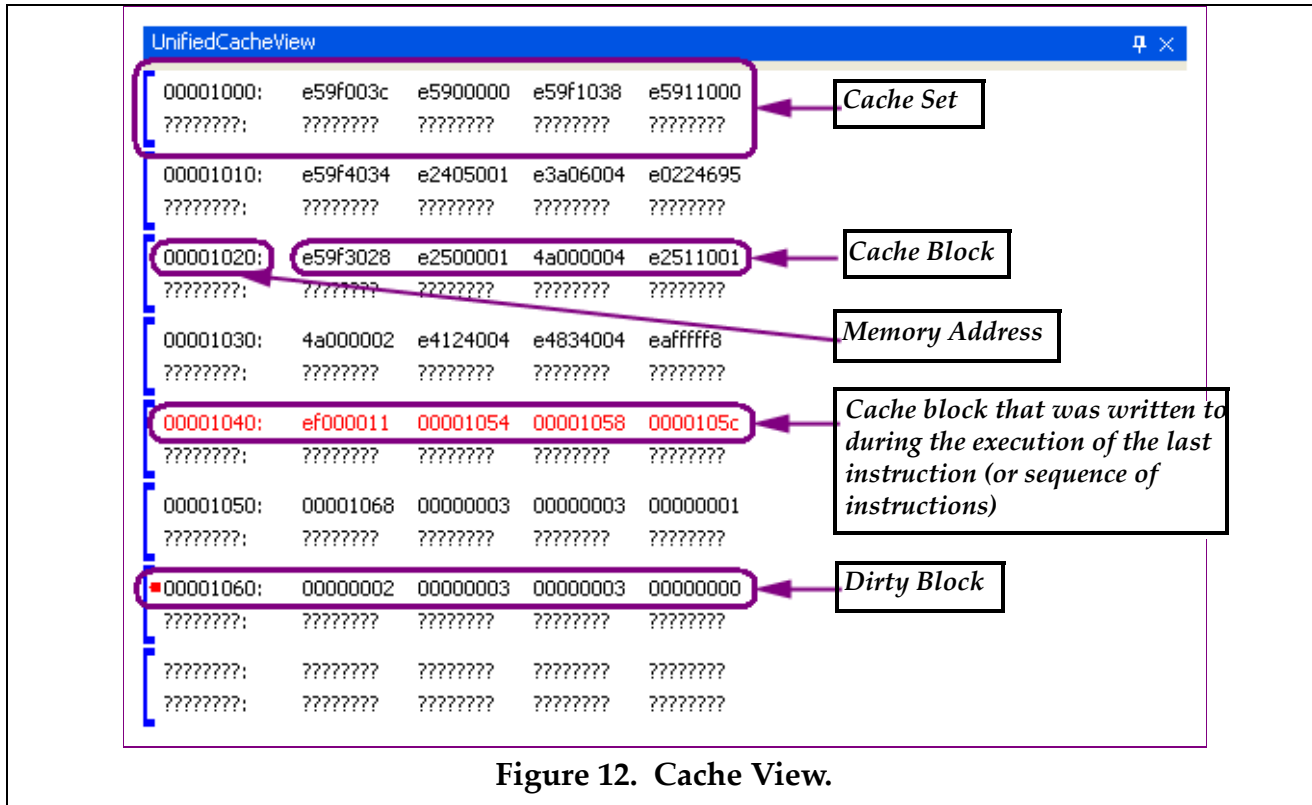 UnifiedCacheView
00001000: e59f003c e5900000 e59f1038 e5911000
????????: ???????? ???????? ???????? ????????
Cache Set
00001010: e59f4034 e2405001 e3a06004 e0224695
????????: ???????? ???????? ???????? ????????
00001020: e59f3028 e2500001 4a000004 e2511001
????????: ???????? ???????? ???????? ????????
Cache Block
00001030: 4a000002 e4124004 e4834004 eafffff8
????????: ???????? ???????? ???????? ????????
Memory Address
00001040: ef000011 00001054 00001058 0000105c
????????: ???????? ???????? ???????? ????????
Cache block that was written to
during the execution of the last
instruction (or sequence of
instructions)
00001050: 00001068 00000003 00000003 00000001
????????: ???????? ???????? ???????? ????????
00001060: 00000002 00000003 00000003 00000000
????????: ???????? ???????? ???????? ????????
Dirty Block
????????: ???????? ???????? ???????? ????????
????????: ???????? ???????? ???????? ????????
Figure 12. Cache View.